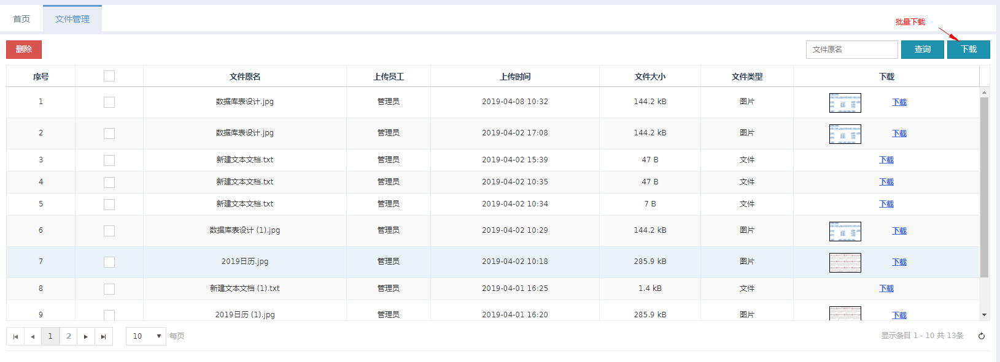 首页 文件管理
批量下载
删除 文件原名 查询 下载
序号 文件原名 上传员工 上传时间 文件大小 文件类型 下载
1 数据库表设计.jpg 管理员 2019-04-08 10:32 144.2 kB 图片 下载
2 数据库表设计.jpg 管理员 2019-04-02 17:08 144.2 kB 图片 下载
3 新建文本文档.txt 管理员 2019-04-02 15:39 47 B 文件 下载
4 新建文本文档.txt 管理员 2019-04-02 10:35 47 B 文件 下载
5 新建文本文档.txt 管理员 2019-04-02 10:34 7 B 文件 下载
6 数据库表设计 (1).jpg 管理员 2019-04-02 10:29 144.2 kB 图片 下载
7 2019日历.jpg 管理员 2019-04-02 10:18 285.9 kB 图片 下载
8 新建文本文档 (1).txt 管理员 2019-04-01 16:25 1.4 kB 文件 下载
9 2019日历 (1).jpg 管理员 2019-04-01 16:20 285.9 kB 图片 下载
1 2 10 每页 显示条目 1 - 10 共 13条